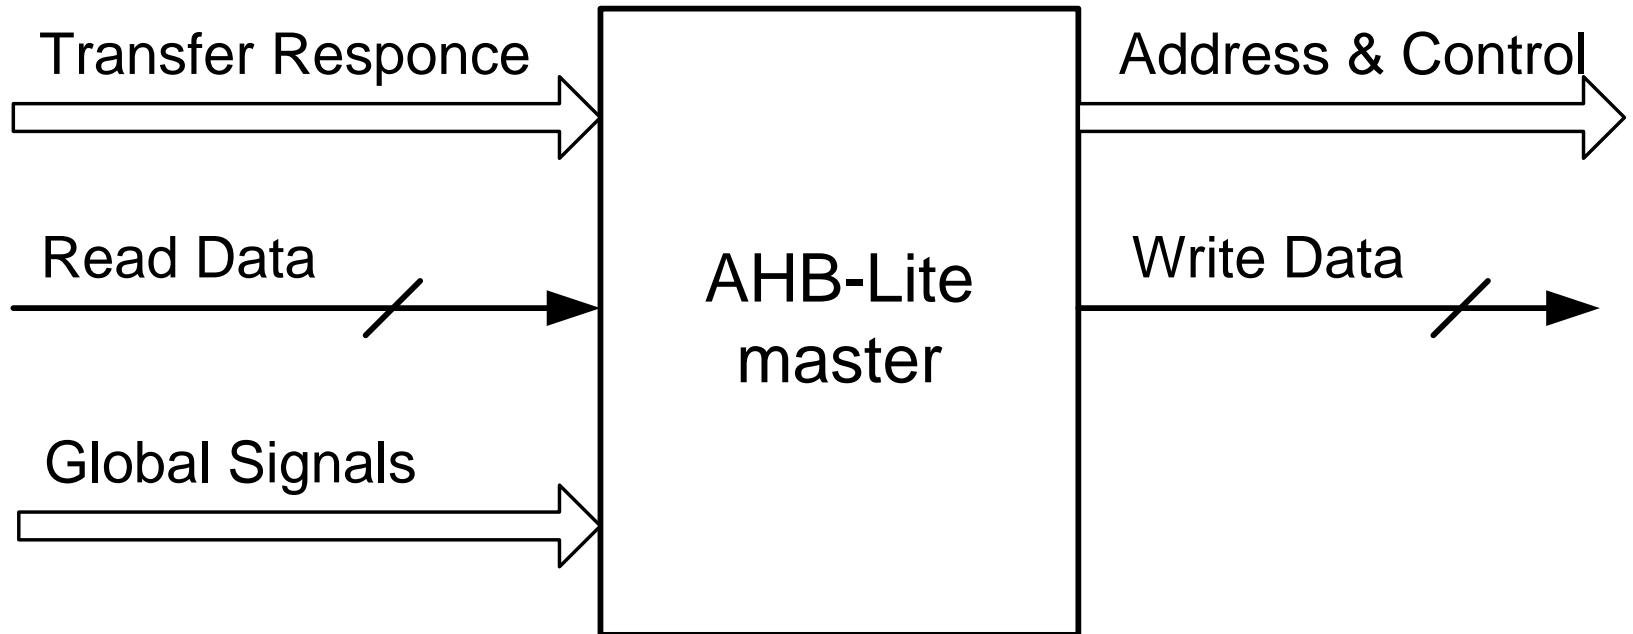 Transfer Responce
Address & Control
Read Data
Write Data
AHB-Lite
master
Global Signals